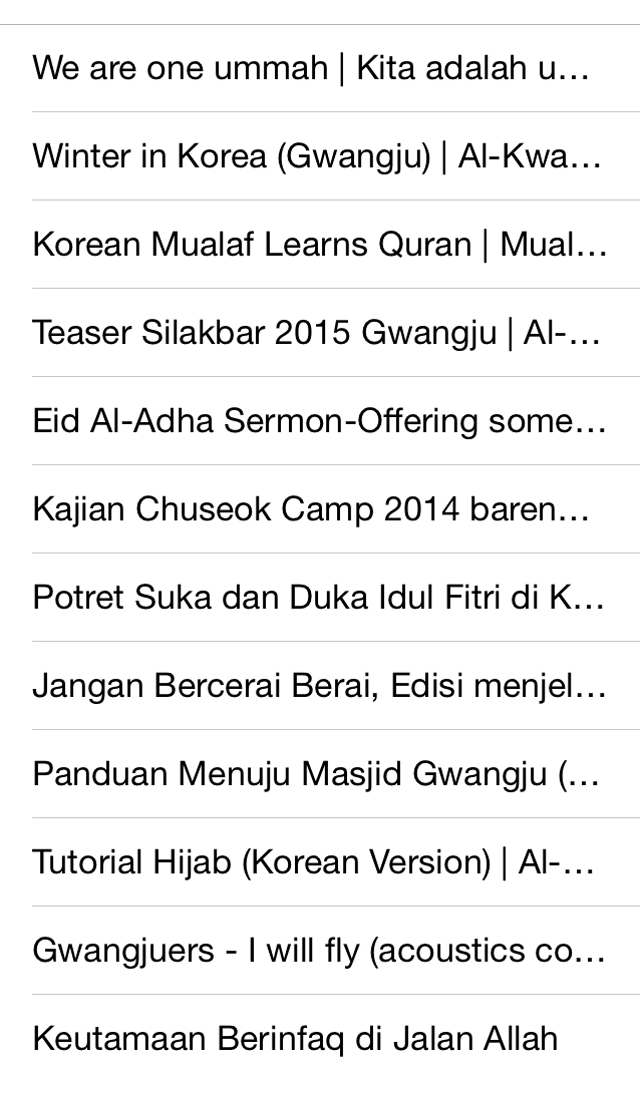 We are one ummah | Kita adalah u...
Winter in Korea (Gwangju) | Al-Kwa...
Korean Mualaf Learns Quran | Mual...
Teaser Silakbar 2015 Gwangju | Al-...
Eid Al-Adha Sermon-Offering some...
Kajian Chuseok Camp 2014 baren...
Potret Suka dan Duka Idul Fitri di K...
Jangan Bercerai Berai, Edisi menjel...
Panduan Menuju Masjid Gwangju (...
Tutorial Hijab (Korean Version) | Al-...
Gwangjuers - I will fly (acoustics co...
Keutamaan Berinfaq di Jalan Allah